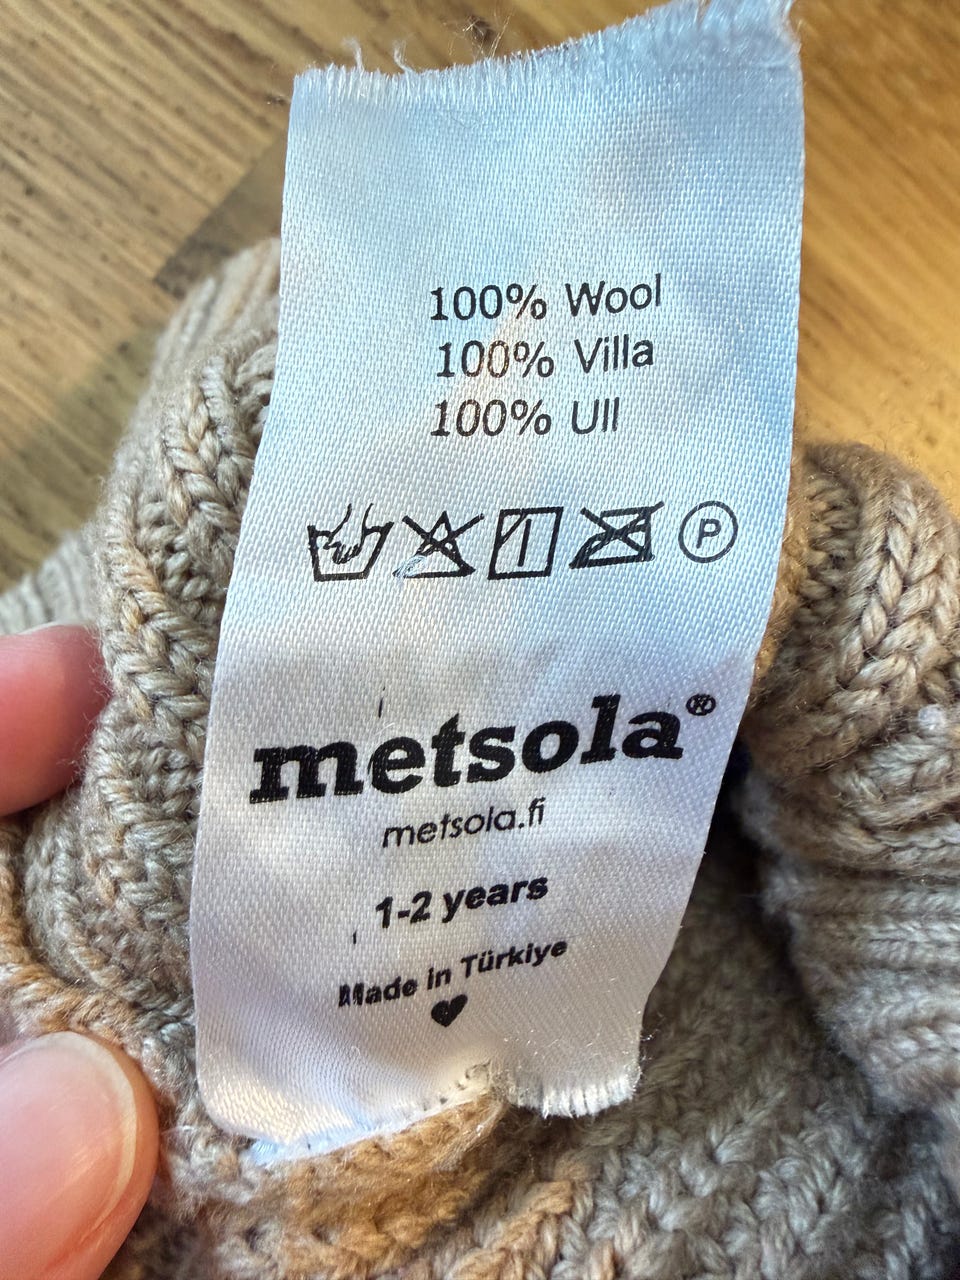 100% Wool
100% Villa
100% Ull
P
metsola®
metsola.fi
1-2 years
Made in Türkiye